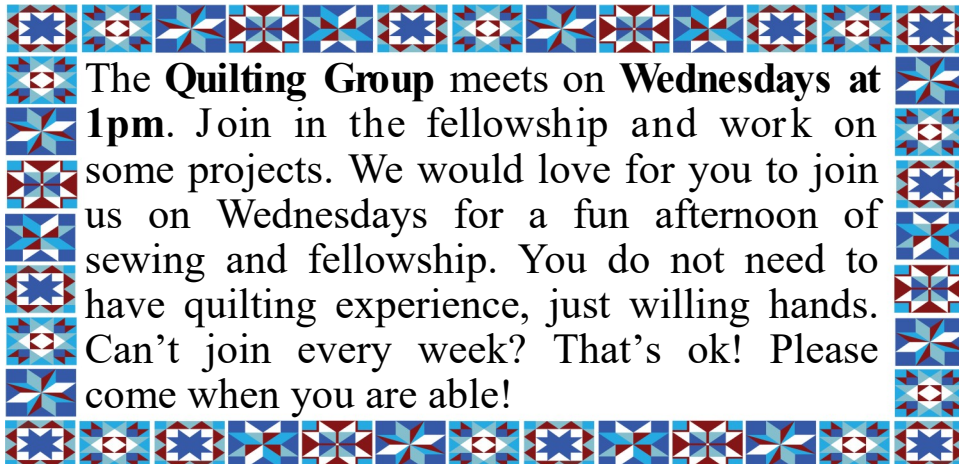 The Quilting Group meets on Wednesdays at
1pm. Join in the fellowship and work on
some projects. We would love for you to join
us on Wednesdays for a fun afternoon of
sewing and fellowship. You do not need to
have quilting experience, just willing hands.
Can’t join every week? That’s ok! Please
come when you are able!